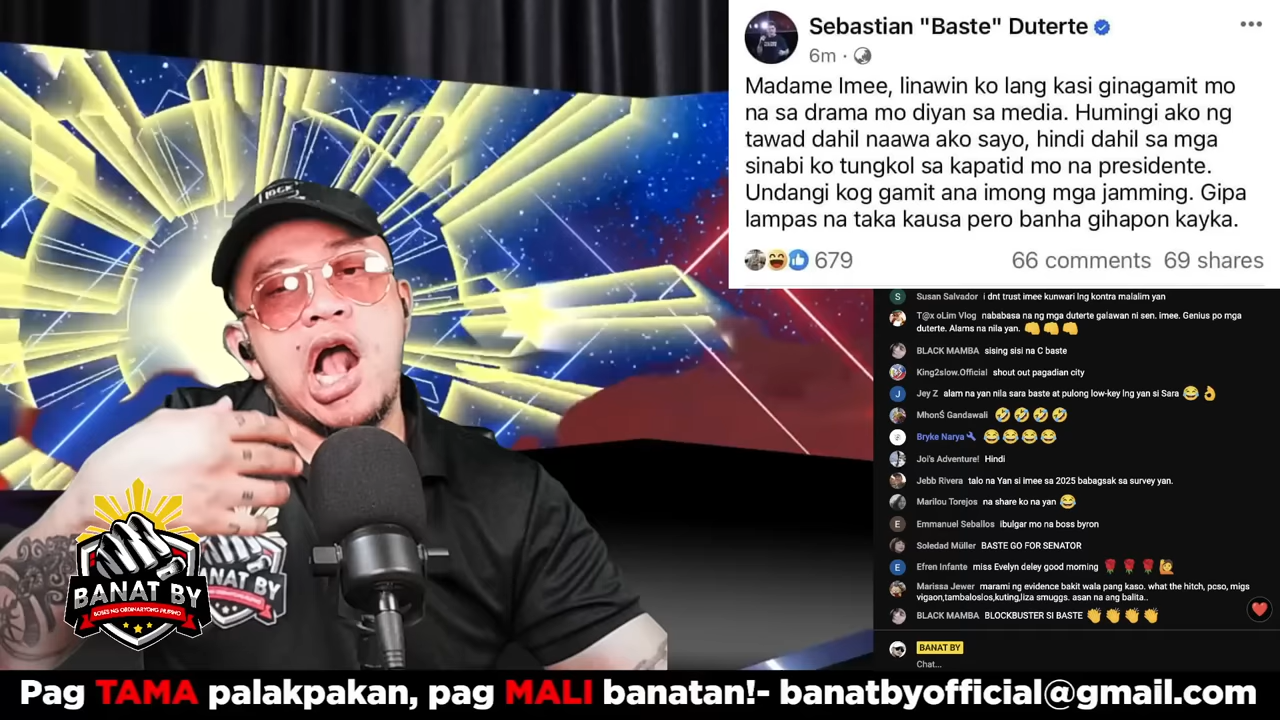 Sebastian "Baste" Duterte
6m ·
Madame Imee, linawin ko lang kasi ginagamit mo
na sa drama mo diyan sa media. Humingi ako ng
tawad dahil naawa ako sayo, hindi dahil sa mga
sinabi ko tungkol sa kapatid mo na presidente.
Undangi kog gamit ana imong mga jamming. Gipa
lampas na taka kausa pero banha gihapon kayka.
679
66 comments 69 shares
S Susan Salvador i dnt trust imee kunwari lng kontra malalim yan
T@x oLim Vlog nababasa na ng mga duterte galawan ni sen. imee. Genius po mga
duterte. Alams na nila yan. 👊👊👊
BLACK MAMBA sising sisi na C baste
King2slow.Official shout out pagadian city
J Jey Z alam na yan nila sara baste at pulong low-key lng yan si Sara 😂👌
Mhon$ Gandawali 🤣🤣🤣🤣
Bryke Narya 😂😂😂😂
Joi's Adventure! Hindi
Jebb Rivera talo na Yan si imee sa 2025 babagsak sa survey yan.
Marilou Torejos na share ko na yan 😂
E Emmanuel Seballos ibulgar mo na boss byron
Soledad Müller BASTE GO FOR SENATOR
E Efren Infante miss Evelyn deley good morning 🌹🌹🌹🙋
Marissa Jewer marami ng evidence bakit wala pang kaso. what the hitch, pcso, migs
vigaon,tambalosios,kuting,liza smuggs. asan na ang balita..
BLACK MAMBA BLOCKBUSTER SI BASTE 👏👏👏👏
BANAT BY
Chat...
BANAT BY
BOSES NG ORDINARYONG PILIPINO
NAT BY
Pag TAMA palakpakan, pag MALI banatan!- banatbyofficial@gmail.com